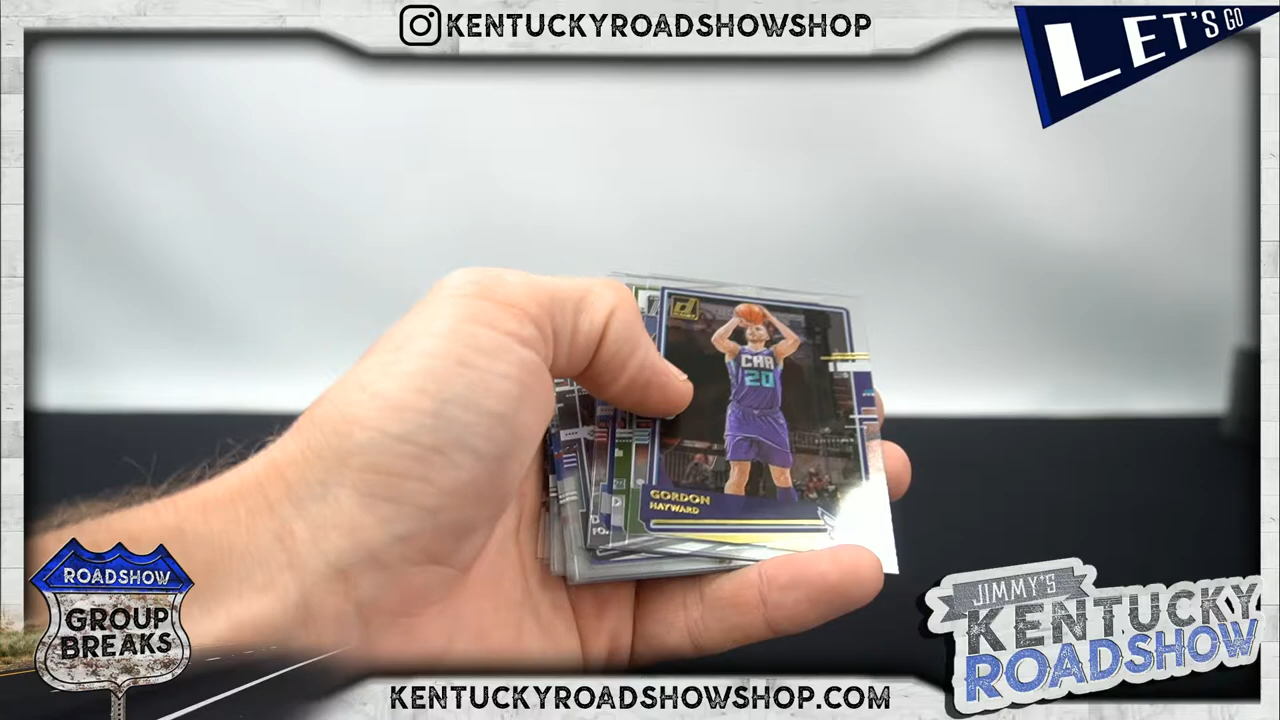 KENTUCKYROADSHOWSHOP
LET'S GO
CHA
20
GORDON
HAYWARD
ROADSHOW
GROUP
BREAKS
JIMMY'S
KENTUCKY
ROADSHOW
KENTUCKYROADSHOWSHOP.COM